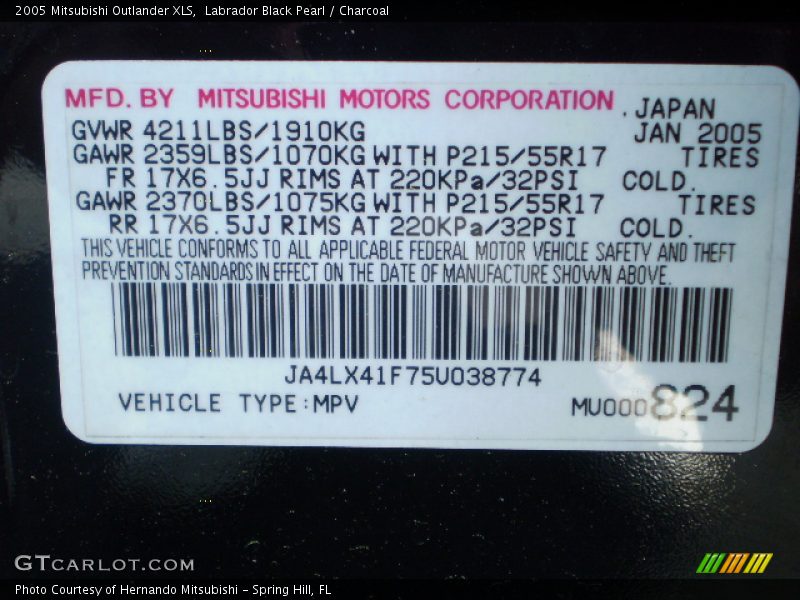 2005 Mitsubishi Outlander XLS,  Labrador Black Pearl / Charcoal
MFD. BY MITSUBISHI MOTORS CORPORATION . JAPAN
GVWR 4211LBS/1910KG JAN 2005
GAWR 2359LBS/1070KG WITH P215/55R17 TIRES
FR 17X6.5JJ RIMS AT 220KPa/32PSI COLD.
GAWR 2370LBS/1075KG WITH P215/55R17 TIRES
RR 17X6.5JJ RIMS AT 220KPa/32PSI COLD.
THIS VEHICLE CONFORMS TO ALL APPLICABLE FEDERAL MOTOR VEHICLE SAFETY AND THEFT
PREVENTION STANDARDS IN EFFECT ON THE DATE OF MANUFACTURE SHOWN ABOVE.
JA4LX41F75U038774
VEHICLE TYPE:MPV MU000824
GTCARLOT.COM
Photo Courtesy of Hernando Mitsubishi - Spring Hill, FL